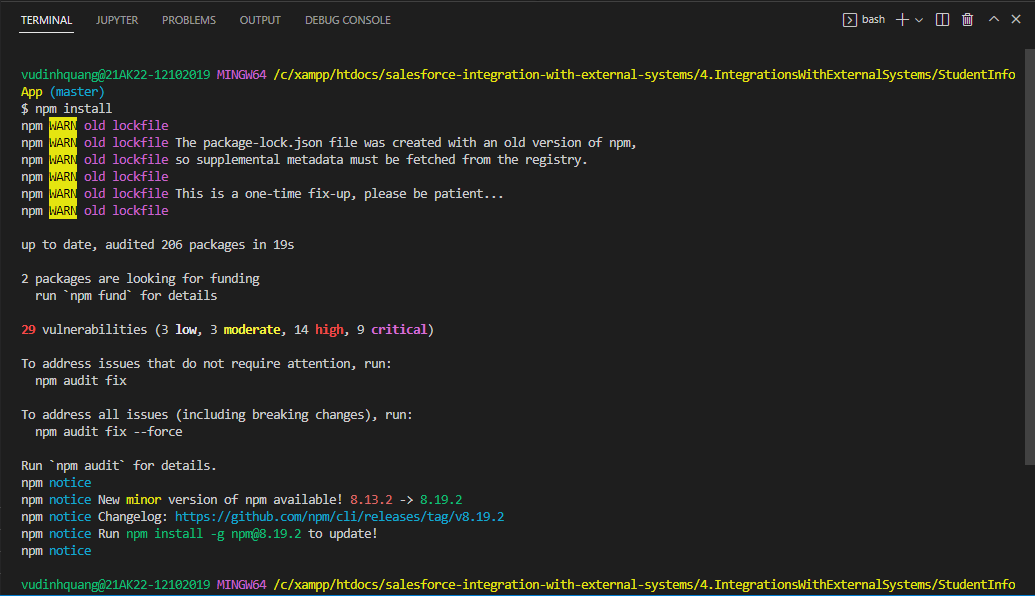 TERMINAL JUPYTER PROBLEMS OUTPUT DEBUG CONSOLE bash
vudinhquang@21AK22-12102019 MINGW64 /c/xampp/htdocs/salesforce-integration-with-external-systems/4.IntegrationsWithExternalSystems/StudentInfo
App (master)
$ npm install
npm WARN old lockfile
npm WARN old lockfile The package-lock.json file was created with an old version of npm,
npm WARN old lockfile so supplemental metadata must be fetched from the registry.
npm WARN old lockfile
npm WARN old lockfile This is a one-time fix-up, please be patient...
npm WARN old lockfile
up to date, audited 206 packages in 19s
2 packages are looking for funding
run `npm fund` for details
29 vulnerabilities (3 low, 3 moderate, 14 high, 9 critical)
To address issues that do not require attention, run:
npm audit fix
To address all issues (including breaking changes), run:
npm audit fix --force
Run `npm audit` for details.
npm notice
npm notice New minor version of npm available! 8.13.2 -> 8.19.2
npm notice Changelog: https://github.com/npm/cli/releases/tag/v8.19.2
npm notice Run npm install -g npm@8.19.2 to update!
npm notice
vudinhquang@21AK22-12102019 MINGW64 /c/xampp/htdocs/salesforce-integration-with-external-systems/4.IntegrationsWithExternalSystems/StudentInfo